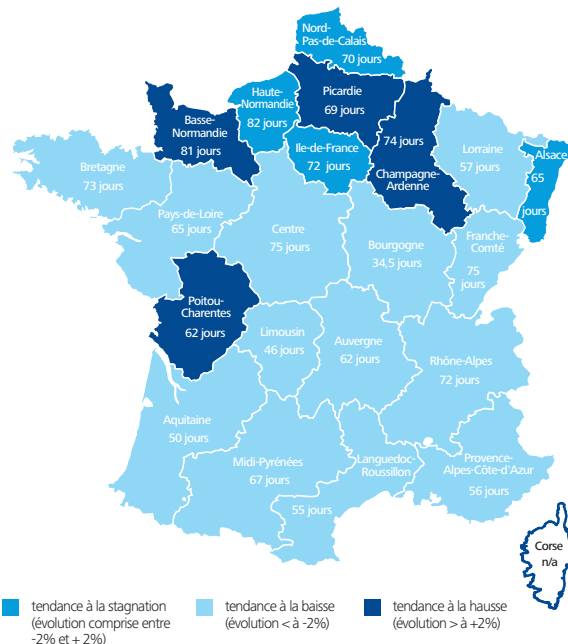 Nord-
Pas-de-Calais
70 jours
Haute-
Normandie
82 jours
Picardie
69 jours
Basse-
Normandie
81 jours
Ile-de-France
72 jours
74 jours
Champagne-
Ardenne
Lorraine
57 jours
Alsace
65
jours
Bretagne
73 jours
Pays-de-Loire
65 jours
Centre
75 jours
Bourgogne
34,5 jours
Franche-
Comté
75
jours
Poitou-
Charentes
62 jours
Limousin
46 jours
Auvergne
62 jours
Rhône-Alpes
72 jours
Aquitaine
50 jours
Midi-Pyrénées
67 jours
Languedoc-
Roussillon
55 jours
Provence-
Alpes-Côte-d'Azur
56 jours
Corse
n/a
tendance à la stagnation
(évolution comprise entre
-2% et + 2%)
tendance à la baisse
(évolution < à -2%)
tendance à la hausse
(évolution > à +2%)